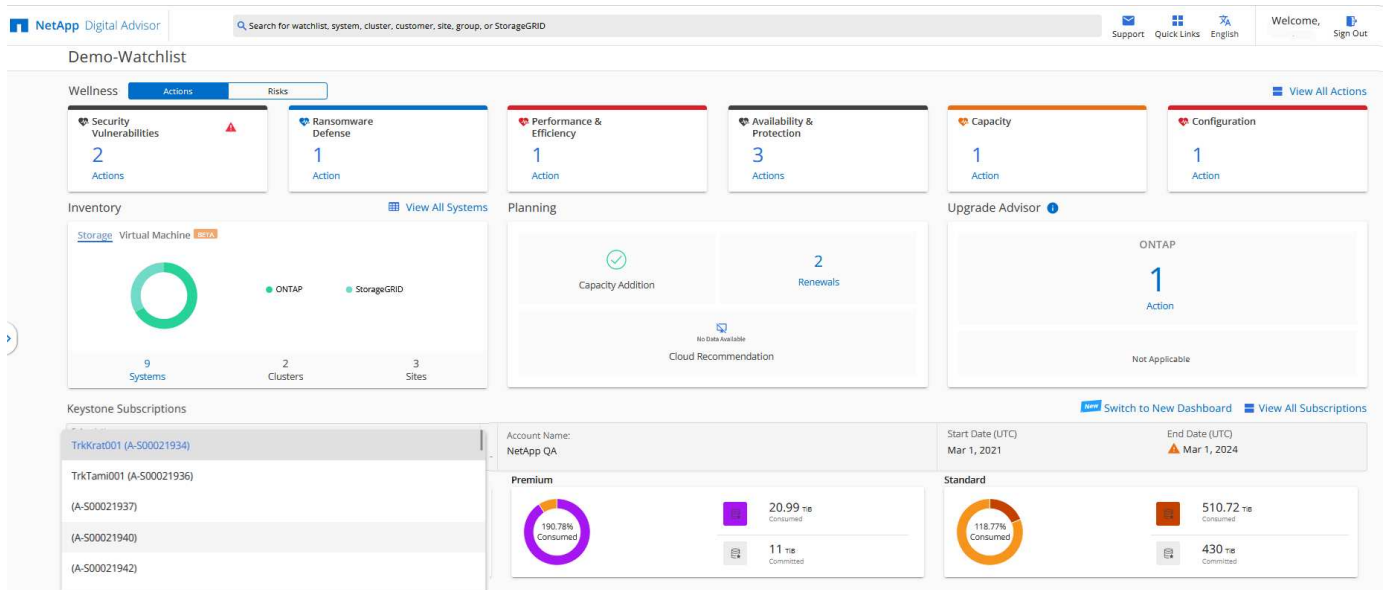 NetApp Digital Advisor
Search for watchlist, system, cluster, customer, site, group, or StorageGRID
Support
Quick Links
English
Welcome,
Sign Out
Demo-Watchlist
Wellness
Actions
Risks
View All Actions
Security
Vulnerabilities
2
Actions
Ransomware
Defense
1
Action
Performance &
Efficiency
1
Action
Availability &
Protection
3
Actions
Capacity
1
Action
Configuration
1
Action
Inventory
View All Systems
Storage
Virtual Machine
BETA
ONTAP
StorageGRID
9
Systems
2
Clusters
3
Sites
Planning
Capacity Addition
2
Renewals
No Data Available
Cloud Recommendation
Upgrade Advisor
ONTAP
1
Action
Not Applicable
Keystone Subscriptions
New
Switch to New Dashboard
View All Subscriptions
TrkKrat001 (A-S00021934)
TrkTami001 (A-S00021936)
(A-S00021937)
(A-S00021940)
(A-S00021942)
Account Name:
NetApp QA
Start Date (UTC)
Mar 1, 2021
End Date (UTC)
Mar 1, 2024
Premium
190.78%
Consumed
20.99 TiB
Consumed
11 TiB
Committed
Standard
118.77%
Consumed
510.72 TiB
Consumed
430 TiB
Committed